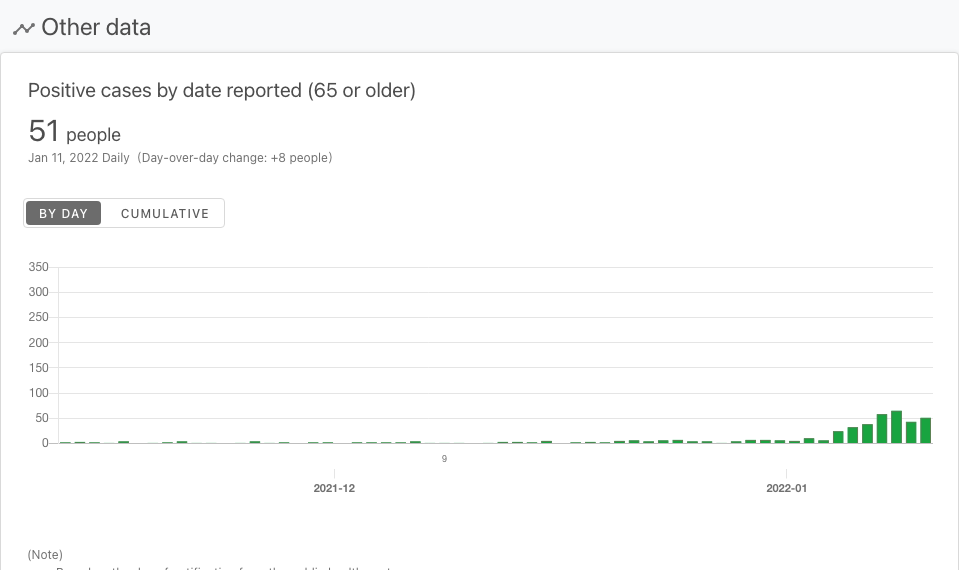 Other data
Positive cases by date reported (65 or older)
51 people
Jan 11, 2022 Daily (Day-over-day change: +8 people)
BY DAY CUMULATIVE
350
300
250
200
150
100
50
0
9
2021-12 2022-01
(Note)